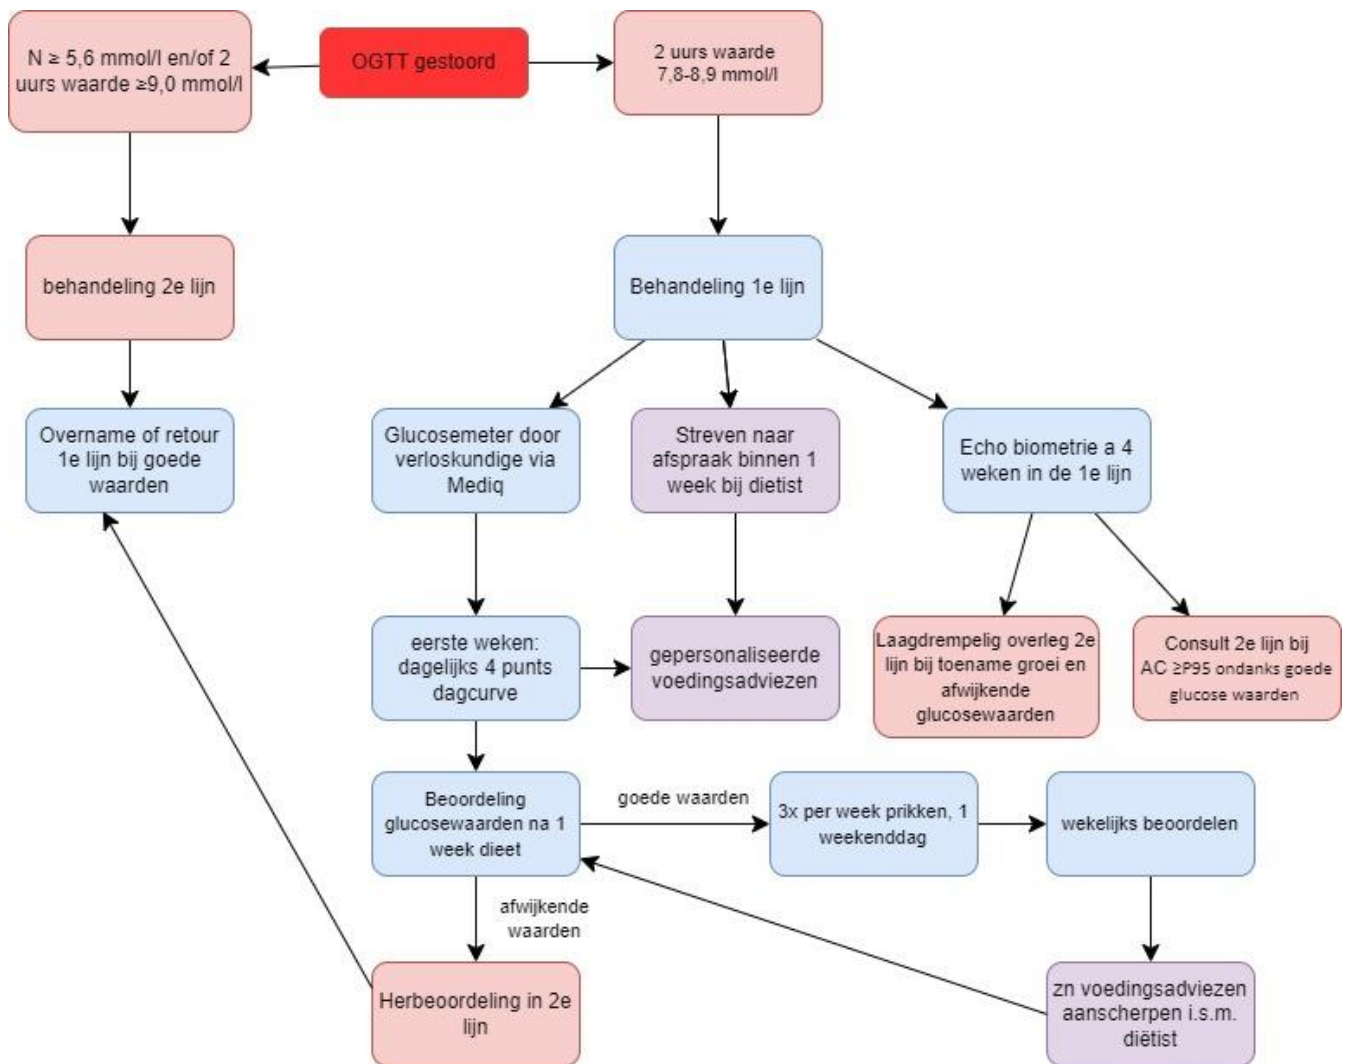 N ≥ 5,6 mmol/l en/of 2
uurs waarde ≥9,0 mmol/l
OGTT gestoord
2 uurs waarde
7,8-8,9 mmol/l
behandeling 2e lijn
Behandeling 1e lijn
Overname of retour
1e lijn bij goede
waarden
Glucosemeter door
verloskundige via
Mediq
Streven naar
afspraak binnen 1
week bij dietist
Echo biometrie a 4
weken in de 1e lijn
eerste weken:
dagelijks 4 punts
dagcurve
gepersonaliseerde
voedingsadviezen
Laagdrempelig overleg 2e
lijn bij toename groei en
afwijkende
glucosewaarden
Consult 2e lijn bij
AC ≥P95 ondanks goede
glucose waarden
Beoordeling
glucosewaarden na 1
week dieet
goede waarden
3x per week prikken, 1
weekenddag
wekelijks beoordelen
afwijkende
waarden
Herbeoordeling in 2e
lijn
zn voedingsadviezen
aanscherpen i.s.m.
diëtist